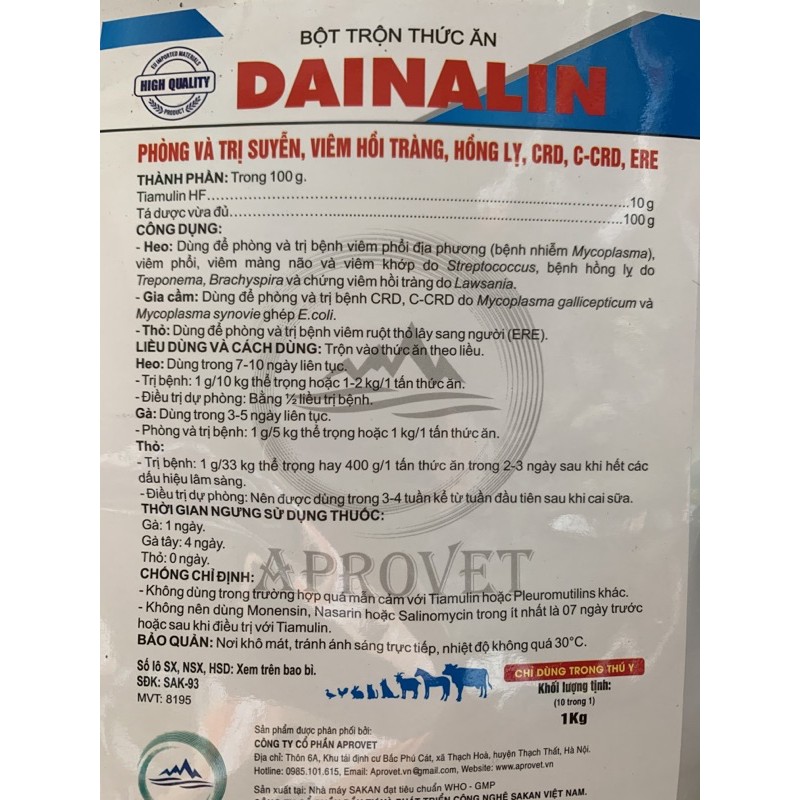 BỘT TRỘN THỨC ĂN
EU IMPORTED MATERIALS
HIGH QUALITY
PRODUCT
DAINALIN
PHÒNG VÀ TRỊ SUYỄN, VIÊM HỒI TRÀNG, HỒNG LỴ, CRD, C-CRD, ERE
THÀNH PHẦN: Trong 100 g.
Tiamulin HF..........10 g
Tá dược vừa đủ..........100 g
CÔNG DỤNG:
- Heo: Dùng để phòng và trị bệnh viêm phổi địa phương (bệnh nhiễm Mycoplasma),
viêm phổi, viêm màng não và viêm khớp do Streptococcus, bệnh hồng lỵ do
Treponema, Brachyspira và chứng viêm hồi tràng do Lawsania.
- Gia cầm: Dùng để phòng và trị bệnh CRD, C-CRD do Mycoplasma gallicepticum và
Mycoplasma synovie ghép E.coli.
- Thỏ: Dùng để phòng và trị bệnh viêm ruột thỏ lây sang người (ERE).
LIỀU DÙNG VÀ CÁCH DÙNG: Trộn vào thức ăn theo liều.
Heo: Dùng trong 7-10 ngày liên tục.
- Trị bệnh: 1 g/10 kg thể trọng hoặc 1-2 kg/1 tấn thức ăn.
- Điều trị dự phòng: Bằng ½ liều trị bệnh.
Gà: Dùng trong 3-5 ngày liên tục.
- Phòng và trị bệnh: 1 g/5 kg thể trọng hoặc 1 kg/1 tấn thức ăn.
Thỏ:
- Trị bệnh: 1 g/33 kg thể trọng hay 400 g/1 tấn thức ăn trong 2-3 ngày sau khi hết các
dấu hiệu lâm sàng.
- Điều trị dự phòng: Nên được dùng trong 3-4 tuần kể từ tuần đầu tiên sau khi cai sữa.
THỜI GIAN NGƯNG SỬ DỤNG THUỐC:
Gà: 1 ngày.
Gà tây: 4 ngày.
Thỏ: 0 ngày.
APROVET
CHỐNG CHỈ ĐỊNH:
- Không dùng trong trường hợp quá mẫn cảm với Tiamulin hoặc Pleuromutilins khác.
- Không nên dùng Monensin, Nasarin hoặc Salinomycin trong ít nhất là 07 ngày trước
hoặc sau khi điều trị với Tiamulin.
BẢO QUẢN: Nơi khô mát, tránh ánh sáng trực tiếp, nhiệt độ không quá 30°C.
Số lô SX, NSX, HSD: Xem trên bao bì.
SĐK: SAK-93
MVT: 8195
CHỈ DÙNG TRONG THÚ Y
Khối lượng tịnh:
(10 trong 1)
1Kg
Sản phẩm được phân phối bởi:
CÔNG TY CỔ PHẦN APROVET
Địa chỉ: Thôn 6A, Khu tái định cư Bắc Phú Cát, xã Thạch Hoà, huyện Thạch Thất, Hà Nội.
Hotline: 0985.101.615, Email: Aprovet.vn@gmail.com, Website: www.aprovet.vn
Sản xuất tại: Nhà máy SAKAN đạt tiêu chuẩn WHO - GMP
CÔNG TY CỔ PHẦN ĐẦU TƯ VÀ PHÁT TRIỂN CÔNG NGHỆ SAKAN VIỆT NAM.